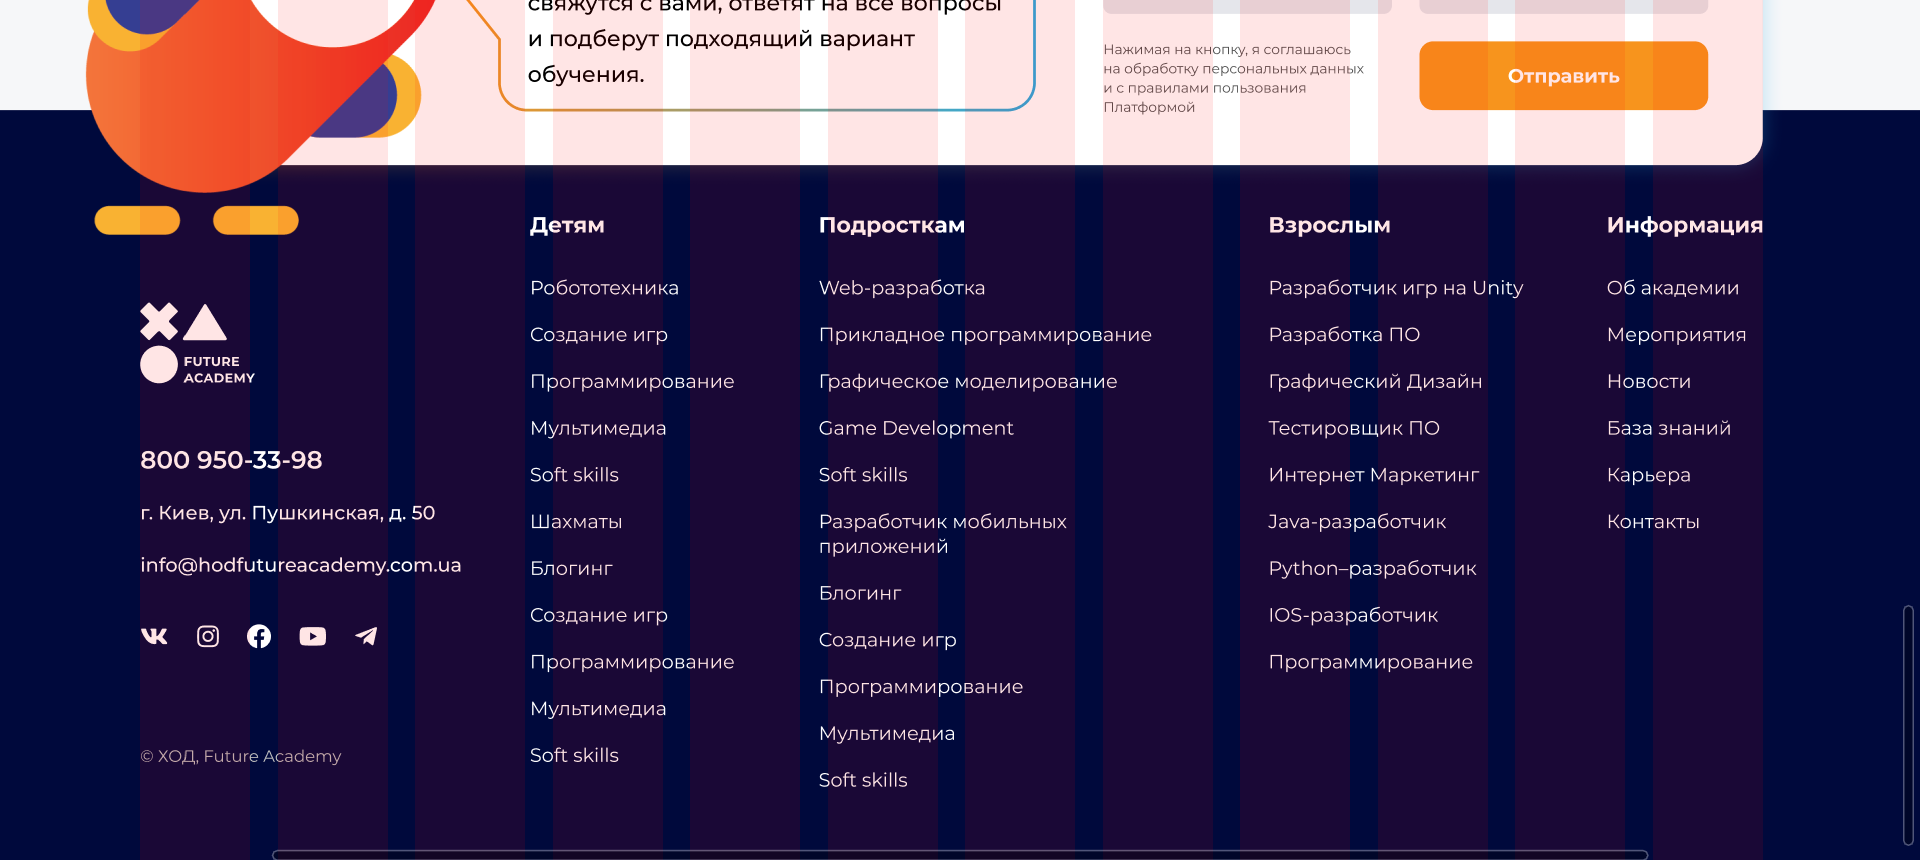 свяжутся с вами, ответят на все вопросы
и подберут подходящий вариант
обучения.
Нажимая на кнопку, я соглашаюсь
на обработку персональных данных
и с правилами пользования
Платформой
Отправить
FUTURE
ACADEMY
800 950-33-98
г. Киев, ул. Пушкинская, д. 50
info@hodfutureacademy.com.ua
© ХОД, Future Academy
Детям
Робототехника
Создание игр
Программирование
Мультимедиа
Soft skills
Шахматы
Блогинг
Создание игр
Программирование
Мультимедиа
Soft skills
Подросткам
Web-разработка
Прикладное программирование
Графическое моделирование
Game Development
Soft skills
Разработчик мобильных
приложений
Блогинг
Создание игр
Программирование
Мультимедиа
Soft skills
Взрослым
Разработчик игр на Unity
Разработка ПО
Графический Дизайн
Тестировщик ПО
Интернет Маркетинг
Java-разработчик
Python–разработчик
IOS-разработчик
Программирование
Информация
Об академии
Мероприятия
Новости
База знаний
Карьера
Контакты